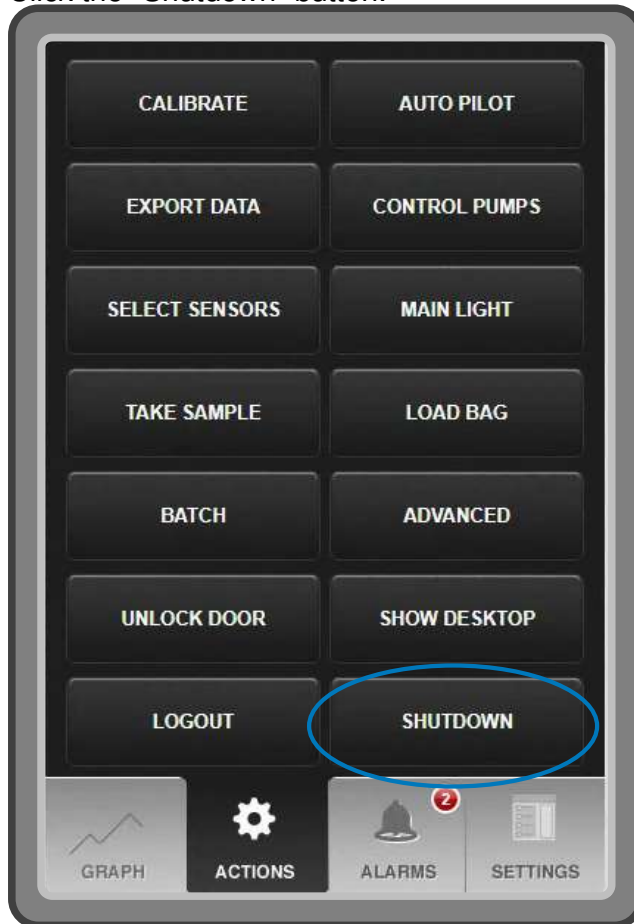 Click the "Shutdown" button.
CALIBRATE AUTO PILOT
EXPORT DATA CONTROL PUMPS
SELECT SENSORS MAIN LIGHT
TAKE SAMPLE LOAD BAG
BATCH ADVANCED
UNLOCK DOOR SHOW DESKTOP
LOGOUT SHUTDOWN
2
GRAPH ACTIONS ALARMS SETTINGS